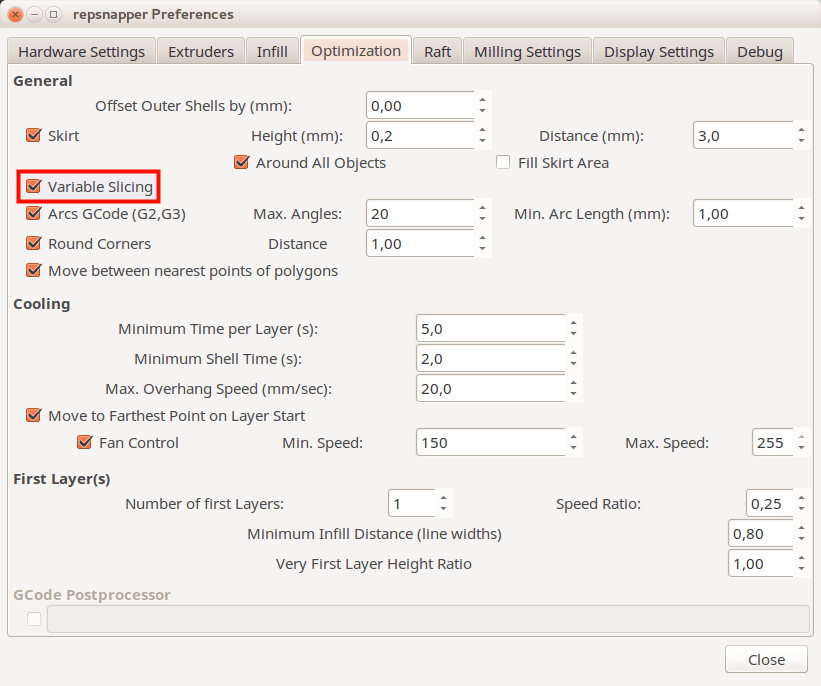 repsnapper Preferences
Hardware Settings Extruders Infill Optimization Raft Milling Settings Display Settings Debug
General
Offset Outer Shells by (mm): 0,00
Skirt Height (mm): 0,2 Distance (mm): 3,0
Around All Objects Fill Skirt Area
Variable Slicing
Arcs GCode (G2,G3) Max. Angles: 20 Min. Arc Length (mm): 1,00
Round Corners Distance 1,00
Move between nearest points of polygons
Cooling
Minimum Time per Layer (s): 5,0
Minimum Shell Time (s): 2,0
Max. Overhang Speed (mm/sec): 20,0
Move to Farthest Point on Layer Start
Fan Control Min. Speed: 150 Max. Speed: 255
First Layer(s)
Number of first Layers: 1 Speed Ratio: 0,25
Minimum Infill Distance (line widths) 0,80
Very First Layer Height Ratio 1,00
GCode Postprocessor
Close